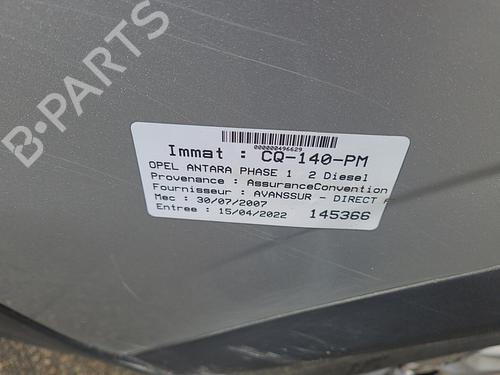 B-PARTS
000000496629
Immat : CQ-140-PM
OPEL ANTARA PHASE 1 2 Diesel
Provenance : AssuranceConvention
Fournisseur : AVANSSUR - DIRECT
Mec : 30/07/2007
Entree : 15/04/2022 145366